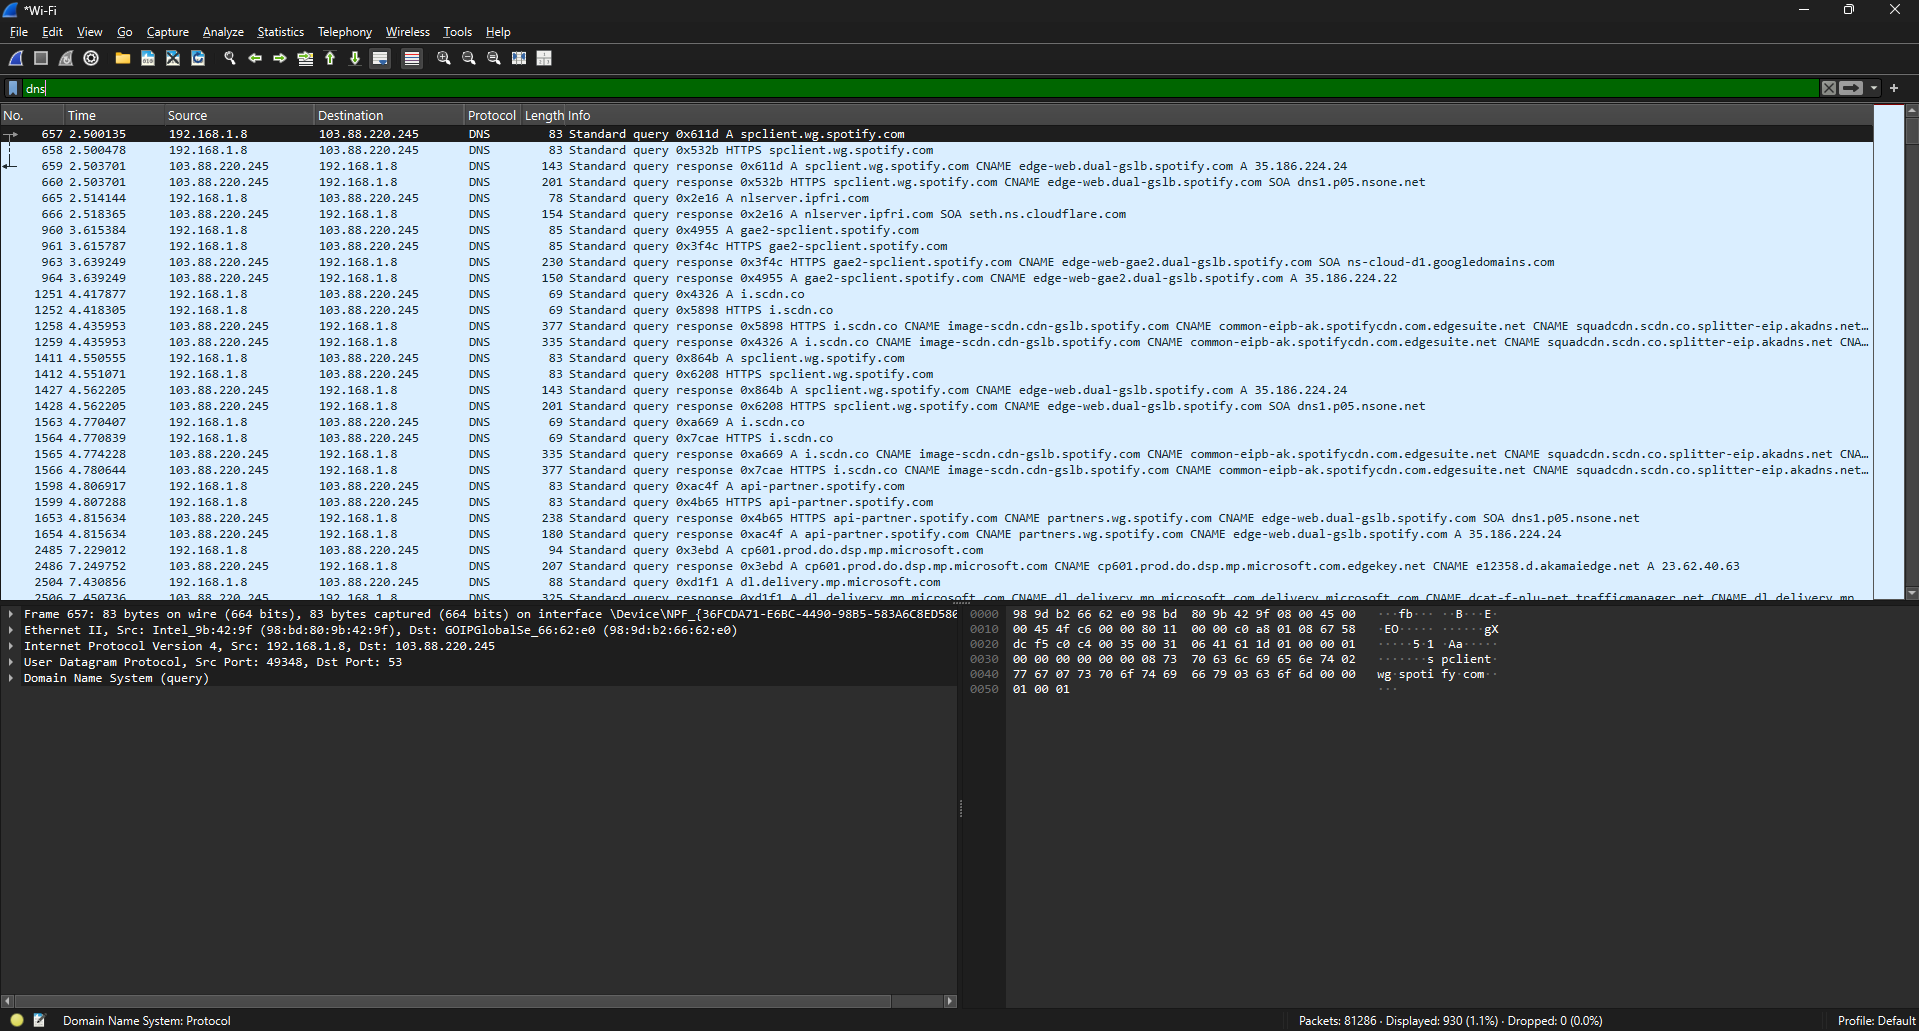 *Wi-Fi
File Edit View Go Capture Analyze Statistics Telephony Wireless Tools Help
dns
No. Time Source Destination Protocol Length Info
657 2.500135 192.168.1.8 103.88.220.245 DNS 83 Standard query 0x611d A spclient.wg.spotify.com
658 2.500478 192.168.1.8 103.88.220.245 DNS 83 Standard query 0x532b HTTPS spclient.wg.spotify.com
659 2.503701 103.88.220.245 192.168.1.8 DNS 143 Standard query response 0x611d A spclient.wg.spotify.com CNAME edge-web.dual-gslb.spotify.com A 35.186.224.24
660 2.503701 103.88.220.245 192.168.1.8 DNS 201 Standard query response 0x532b HTTPS spclient.wg.spotify.com CNAME edge-web.dual-gslb.spotify.com SOA dns1.p05.nsone.net
665 2.514144 192.168.1.8 103.88.220.245 DNS 78 Standard query 0x2e16 A nlserver.ipfri.com
666 2.518365 103.88.220.245 192.168.1.8 DNS 154 Standard query response 0x2e16 A nlserver.ipfri.com SOA seth.ns.cloudflare.com
960 3.615384 192.168.1.8 103.88.220.245 DNS 85 Standard query 0x4955 A gae2-spclient.spotify.com
961 3.615787 192.168.1.8 103.88.220.245 DNS 85 Standard query 0x3f4c HTTPS gae2-spclient.spotify.com
963 3.639249 103.88.220.245 192.168.1.8 DNS 230 Standard query response 0x3f4c HTTPS gae2-spclient.spotify.com CNAME edge-web-gae2.dual-gslb.spotify.com SOA ns-cloud-d1.googledomains.com
964 3.639249 103.88.220.245 192.168.1.8 DNS 150 Standard query response 0x4955 A gae2-spclient.spotify.com CNAME edge-web-gae2.dual-gslb.spotify.com A 35.186.224.22
1251 4.417877 192.168.1.8 103.88.220.245 DNS 69 Standard query 0x4326 A i.scdn.co
1252 4.418305 192.168.1.8 103.88.220.245 DNS 69 Standard query 0x5898 HTTPS i.scdn.co
1258 4.435953 103.88.220.245 192.168.1.8 DNS 377 Standard query response 0x5898 HTTPS i.scdn.co CNAME image-scdn.cdn-gslb.spotify.com CNAME common-eipb-ak.spotifycdn.com.edgesuite.net CNAME squadcdn.scdn.co.splitter-eip.akadns.net…
1259 4.435953 103.88.220.245 192.168.1.8 DNS 335 Standard query response 0x4326 A i.scdn.co CNAME image-scdn.cdn-gslb.spotify.com CNAME common-eipb-ak.spotifycdn.com.edgesuite.net CNAME squadcdn.scdn.co.splitter-eip.akadns.net CNA…
1411 4.550555 192.168.1.8 103.88.220.245 DNS 83 Standard query 0x864b A spclient.wg.spotify.com
1412 4.551071 192.168.1.8 103.88.220.245 DNS 83 Standard query 0x6208 HTTPS spclient.wg.spotify.com
1427 4.562205 103.88.220.245 192.168.1.8 DNS 143 Standard query response 0x864b A spclient.wg.spotify.com CNAME edge-web.dual-gslb.spotify.com A 35.186.224.24
1428 4.562205 103.88.220.245 192.168.1.8 DNS 201 Standard query response 0x6208 HTTPS spclient.wg.spotify.com CNAME edge-web.dual-gslb.spotify.com SOA dns1.p05.nsone.net
1563 4.770407 192.168.1.8 103.88.220.245 DNS 69 Standard query 0xa669 A i.scdn.co
1564 4.770839 192.168.1.8 103.88.220.245 DNS 69 Standard query 0x7cae HTTPS i.scdn.co
1565 4.774228 103.88.220.245 192.168.1.8 DNS 335 Standard query response 0xa669 A i.scdn.co CNAME image-scdn.cdn-gslb.spotify.com CNAME common-eipb-ak.spotifycdn.com.edgesuite.net CNAME squadcdn.scdn.co.splitter-eip.akadns.net CNA…
1566 4.780644 103.88.220.245 192.168.1.8 DNS 377 Standard query response 0x7cae HTTPS i.scdn.co CNAME image-scdn.cdn-gslb.spotify.com CNAME common-eipb-ak.spotifycdn.com.edgesuite.net CNAME squadcdn.scdn.co.splitter-eip.akadns.net…
1598 4.806917 192.168.1.8 103.88.220.245 DNS 83 Standard query 0xac4f A api-partner.spotify.com
1599 4.807288 192.168.1.8 103.88.220.245 DNS 83 Standard query 0x4b65 HTTPS api-partner.spotify.com
1653 4.815634 103.88.220.245 192.168.1.8 DNS 238 Standard query response 0x4b65 HTTPS api-partner.spotify.com CNAME partners.wg.spotify.com CNAME edge-web.dual-gslb.spotify.com SOA dns1.p05.nsone.net
1654 4.815634 103.88.220.245 192.168.1.8 DNS 180 Standard query response 0xac4f A api-partner.spotify.com CNAME partners.wg.spotify.com CNAME edge-web.dual-gslb.spotify.com A 35.186.224.24
2485 7.229012 192.168.1.8 103.88.220.245 DNS 94 Standard query 0x3ebd A cp601.prod.do.dsp.mp.microsoft.com
2486 7.249752 103.88.220.245 192.168.1.8 DNS 207 Standard query response 0x3ebd A cp601.prod.do.dsp.mp.microsoft.com CNAME cp601.prod.do.dsp.mp.microsoft.com.edgekey.net CNAME e12358.d.akamaiedge.net A 23.62.40.63
2504 7.430856 192.168.1.8 103.88.220.245 DNS 88 Standard query 0xd1f1 A dl.delivery.mp.microsoft.com
2506 7.450736 103.88.220.245 192.168.1.8 DNS 325 Standard query response 0xd1f1 A dl.delivery.mp.microsoft.com CNAME dl.delivery.mp.microsoft.com.delivery.microsoft.com CNAME dcat-f-nlu-net.trafficmanager.net CNAME dl.delivery.mp…
Frame 657: 83 bytes on wire (664 bits), 83 bytes captured (664 bits) on interface \Device\NPF_{36FCDA71-E6BC-4490-98B5-583A6C8ED580
Ethernet II, Src: Intel_9b:42:9f (98:bd:80:9b:42:9f), Dst: GOIPGlobalSe_66:62:e0 (98:9d:b2:66:62:e0)
Internet Protocol Version 4, Src: 192.168.1.8, Dst: 103.88.220.245
User Datagram Protocol, Src Port: 49348, Dst Port: 53
Domain Name System (query)
0000 98 9d b2 66 62 e0 98 bd 80 9b 42 9f 08 00 45 00 ···fb··· ··B···E·
0010 00 45 4f c6 00 00 80 11 00 00 c0 a8 01 08 67 58 ·EO····· ······gX
0020 dc f5 c0 c4 00 35 00 31 06 41 61 1d 01 00 00 01 ·····5·1 ·Aa·····
0030 00 00 00 00 00 00 08 73 70 63 6c 69 65 6e 74 02 ·······s pclient·
0040 77 67 07 73 70 6f 74 69 66 79 03 63 6f 6d 00 00 wg·spoti fy·com··
0050 01 00 01 ···
Domain Name System: Protocol
Packets: 81286 · Displayed: 930 (1.1%) · Dropped: 0 (0.0%)
Profile: Default